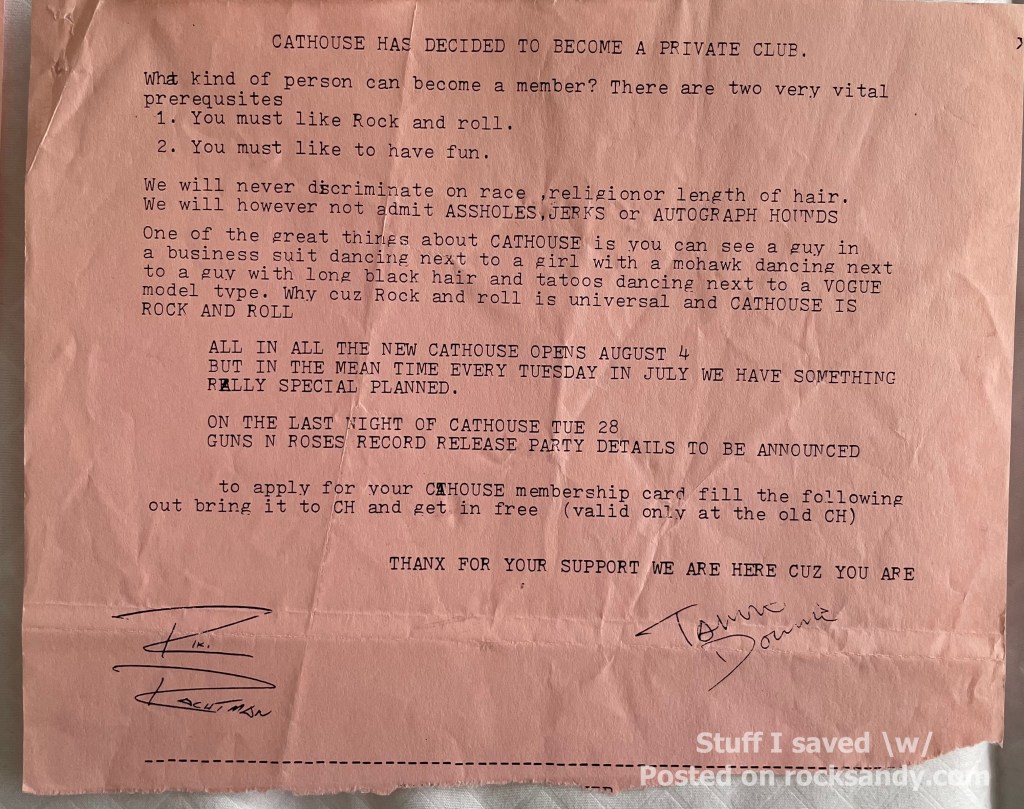 CATHOUSE HAS DECIDED TO BECOME A PRIVATE CLUB.
What kind of person can become a member? There are two very vital
prerequsites
1. You must like Rock and roll.
2. You must like to have fun.
We will never discriminate on race ,religionor length of hair.
We will however not admit ASSHOLES,JERKS or AUTOGRAPH HOUNDS
One of the great things about CATHOUSE is you can see a guy in
a business suit dancing next to a girl with a mohawk dancing next
to a guy with long black hair and tatoos dancing next to a VOGUE
model type. Why cuz Rock and roll is universal and CATHOUSE IS
ROCK AND ROLL
ALL IN ALL THE NEW CATHOUSE OPENS AUGUST 4
BUT IN THE MEAN TIME EVERY TUESDAY IN JULY WE HAVE SOMETHING
REALLY SPECIAL PLANNED.
ON THE LAST NIGHT OF CATHOUSE TUE 28
GUNS N ROSES RECORD RELEASE PARTY DETAILS TO BE ANNOUNCED
to apply for your CATHOUSE membership card fill the following
out bring it to CH and get in free (valid only at the old CH)
THANX FOR YOUR SUPPORT WE ARE HERE CUZ YOU ARE
Riki
Rachtman
Taime
Downe
Stuff I saved \w/
Posted on rocksandy.com